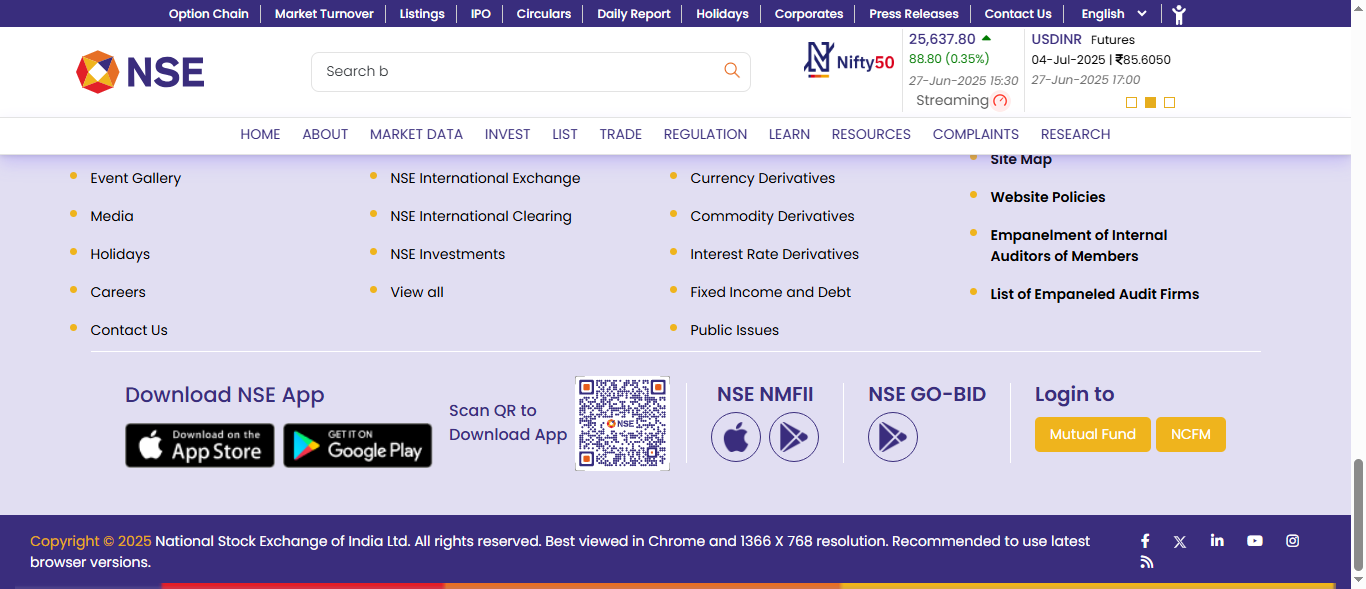 Option Chain Market Turnover Listings IPO Circulars Daily Report Holidays Corporates Press Releases Contact Us English
NSE
Search b
Nifty50
25,637.80
88.80 (0.35%)
27-Jun-2025 15:30
Streaming
USDINR Futures
04-Jul-2025 | ₹85.6050
27-Jun-2025 17:00
HOME ABOUT MARKET DATA INVEST LIST TRADE REGULATION LEARN RESOURCES COMPLAINTS RESEARCH
Event Gallery
Media
Holidays
Careers
Contact Us
NSE International Exchange
NSE International Clearing
NSE Investments
View all
Currency Derivatives
Commodity Derivatives
Interest Rate Derivatives
Fixed Income and Debt
Public Issues
Site Map
Website Policies
Empanelment of Internal
Auditors of Members
List of Empaneled Audit Firms
Download NSE App
Download on the
App Store
GET IT ON
Google Play
Scan QR to
Download App
NSE
NSE NMFII
NSE GO-BID
Login to
Mutual Fund NCFM
Copyright © 2025 National Stock Exchange of India Ltd. All rights reserved. Best viewed in Chrome and 1366 X 768 resolution. Recommended to use latest
browser versions.